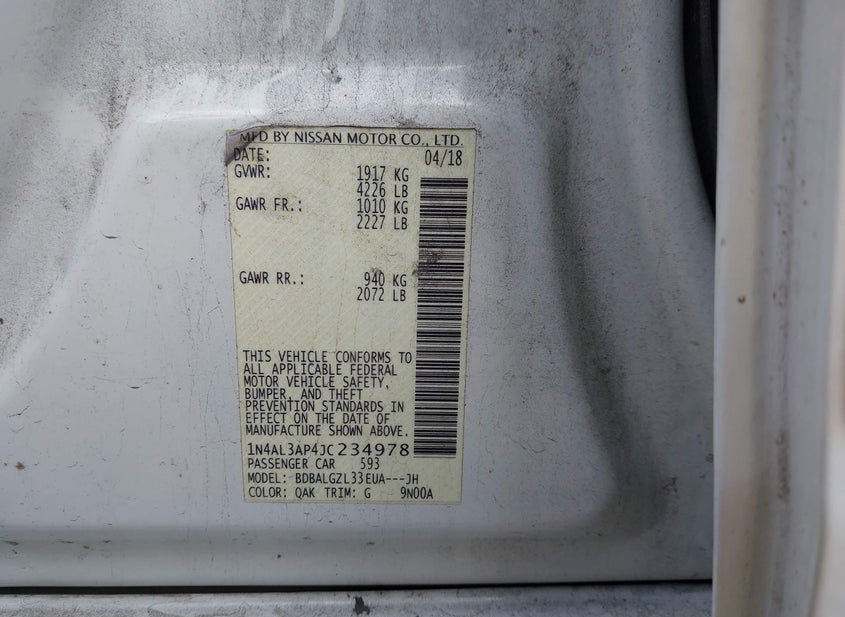 MFD BY NISSAN MOTOR CO., LTD.
DATE: 04/18
GVWR: 1917 KG
4226 LB
GAWR FR.: 1010 KG
2227 LB
GAWR RR.: 940 KG
2072 LB
THIS VEHICLE CONFORMS TO
ALL APPLICABLE FEDERAL
MOTOR VEHICLE SAFETY,
BUMPER, AND THEFT
PREVENTION STANDARDS IN
EFFECT ON THE DATE OF
MANUFACTURE SHOWN ABOVE.
1N4AL3AP4JC234978
PASSENGER CAR 593
MODEL: BDBALGZL33EUA---JH
COLOR: QAK TRIM: G 9N00A